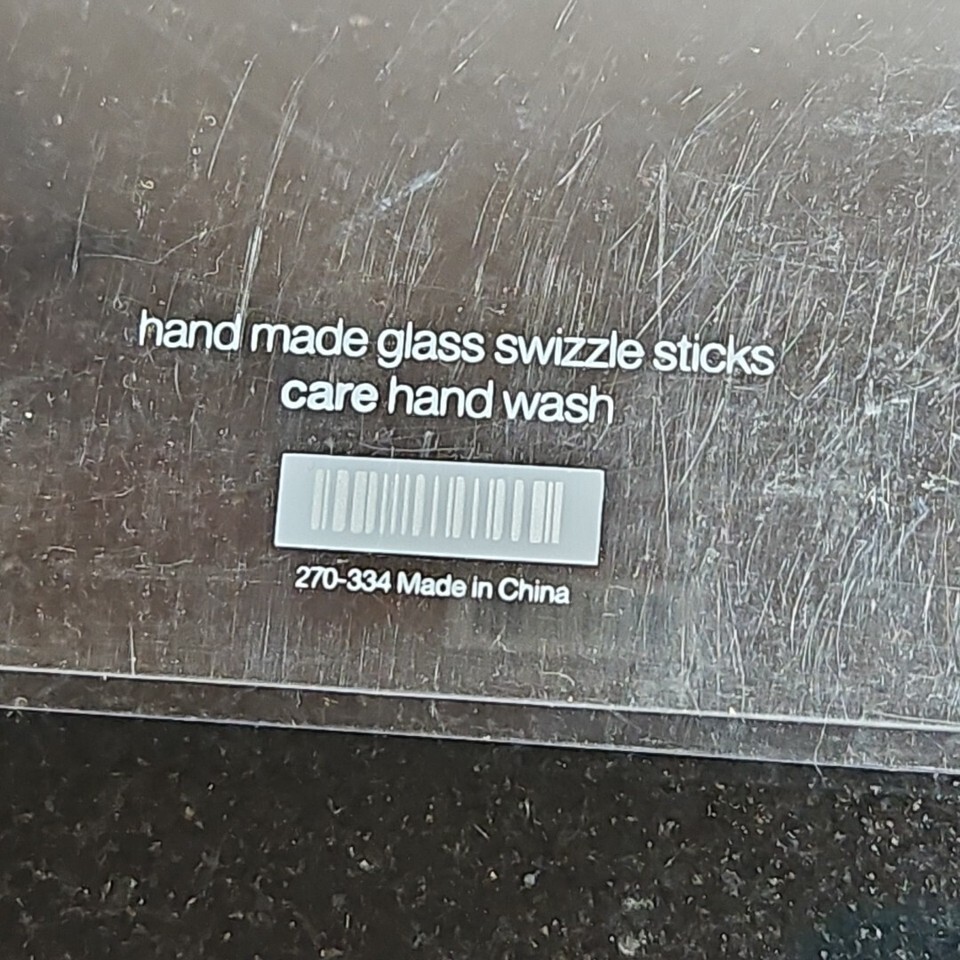 hand made glass swizzle sticks
care hand wash
270-334 Made in China